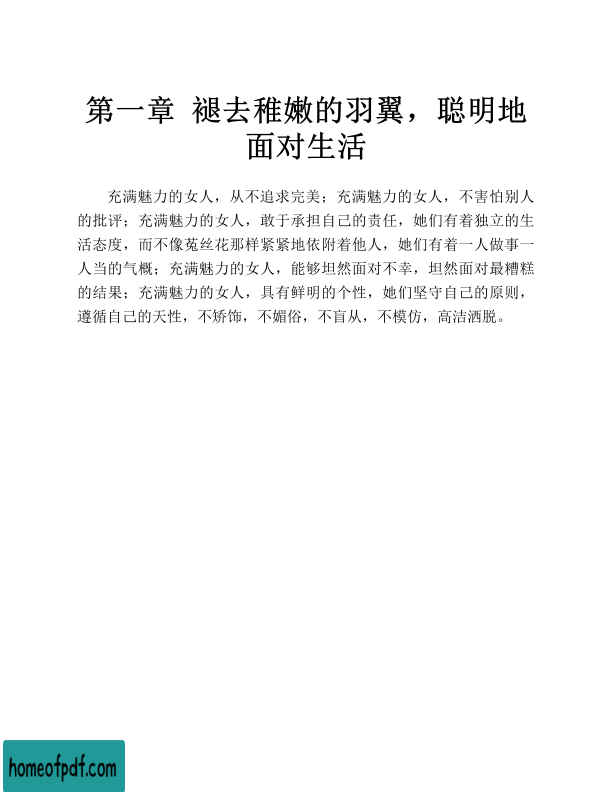 第一章 褪去稚嫩的羽翼，聪明地
面对生活
充满魅力的女人，从不追求完美；充满魅力的女人，不害怕别人
的批评；充满魅力的女人，敢于承担自己的责任，她们有着独立的生
活态度，而不像菟丝花那样紧紧地依附着他人，她们有着一人做事一
人当的气概；充满魅力的女人，能够坦然面对不幸，坦然面对最糟糕
的结果；充满魅力的女人，具有鲜明的个性，她们坚守自己的原则，
遵循自己的天性，不矫饰，不媚俗，不盲从，不模仿，高洁洒脱。
homeofpdf.com